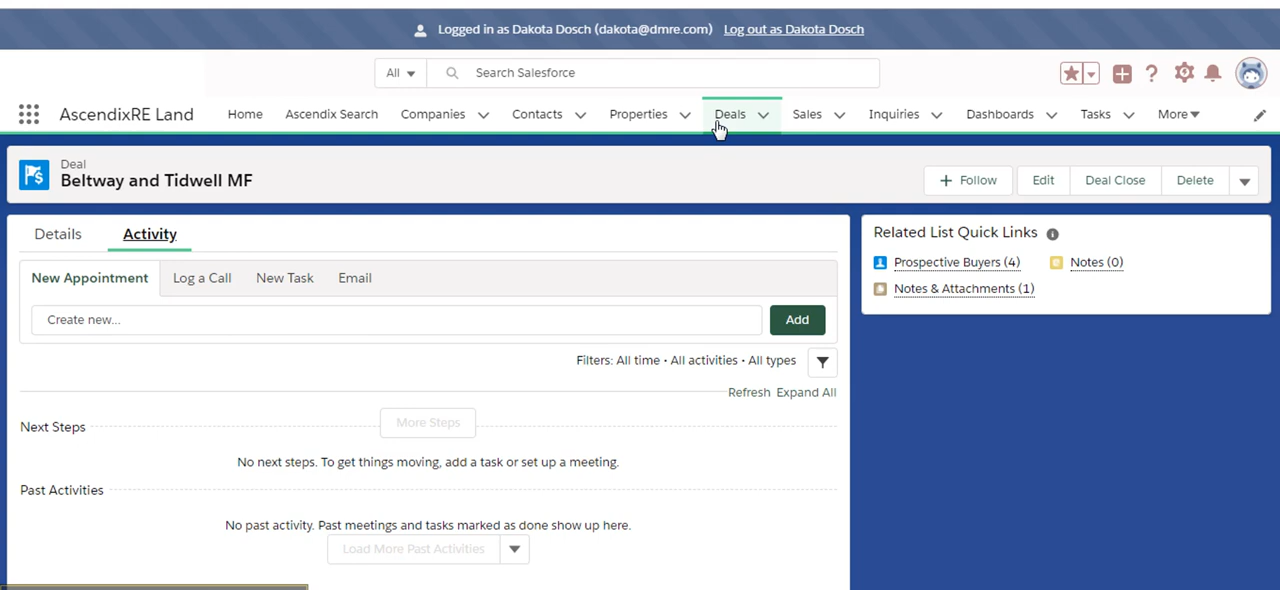 Logged in as Dakota Dosch (dakota@dmre.com) Log out as Dakota Dosch
All Search Salesforce
AscendixRE Land Home Ascendix Search Companies Contacts Properties Deals Sales Inquiries Dashboards Tasks More
Deal
Beltway and Tidwell MF
+ Follow Edit Deal Close Delete
Details Activity
Related List Quick Links
New Appointment Log a Call New Task Email
Prospective Buyers (4) Notes (0)
Notes & Attachments (1)
Create new... Add
Filters: All time • All activities • All types
Refresh Expand All
Next Steps More Steps
No next steps. To get things moving, add a task or set up a meeting.
Past Activities
No past activity. Past meetings and tasks marked as done show up here.
Load More Past Activities